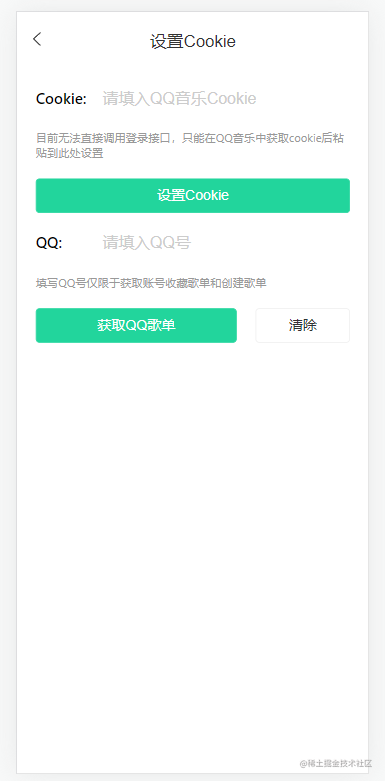 设置Cookie
Cookie: 请填入QQ音乐Cookie
目前无法直接调用登录接口，只能在QQ音乐中获取cookie后粘
贴到此处设置
设置Cookie
QQ: 请填入QQ号
填写QQ号仅限于获取账号收藏歌单和创建歌单
获取QQ歌单 清除
@稀土掘金技术社区